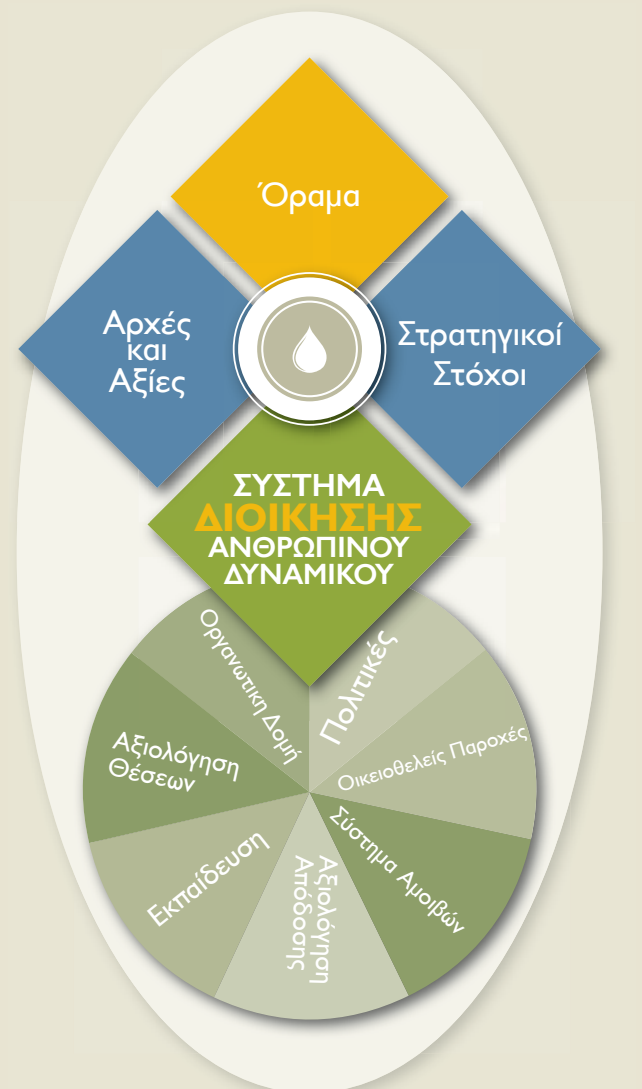 Όραμα
Αρχές
και
Αξίες
Στρατηγικοί
Στόχοι
ΣΥΣΤΗΜΑ
ΔΙΟΙΚΗΣΗΣ
ΑΝΘΡΩΠΙΝΟΥ
ΔΥΝΑΜΙΚΟΥ
Οργανωτικη Δομή
Πολιτικές
Οικειοθελείς Παροχές
Σύστημα Αμοιβών
Αξιολόγηση
Απόδοσης
Εκπαίδευση
Αξιολόγηση
Θέσεων